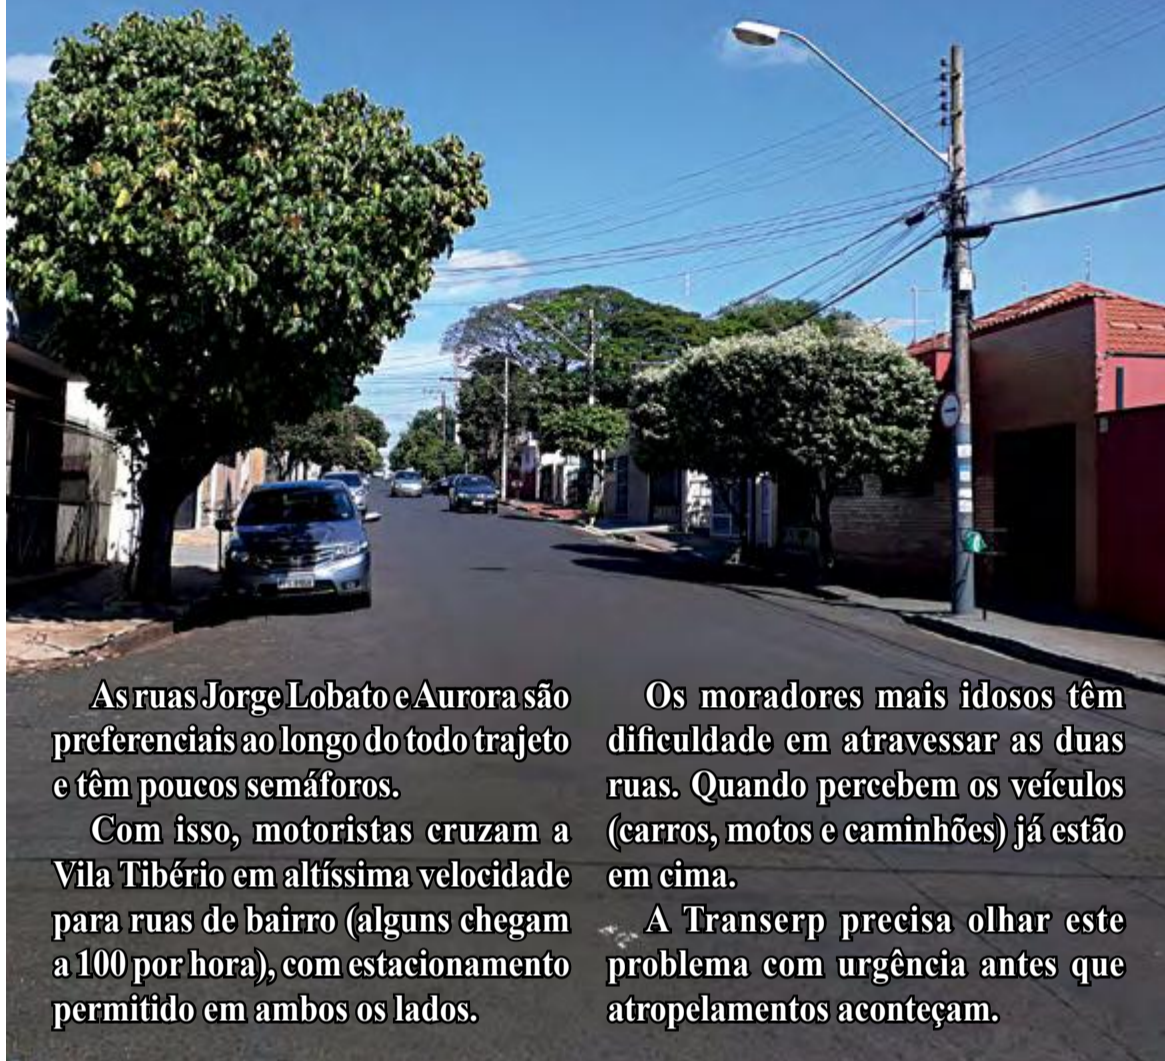 As ruas Jorge Lobato e Aurora são
preferenciais ao longo do todo trajeto
e têm poucos semáforos.
Com isso, motoristas cruzam a
Vila Tibério em altíssima velocidade
para ruas de bairro (alguns chegam
a 100 por hora), com estacionamento
permitido em ambos os lados.
Os moradores mais idosos têm
dificuldade em atravessar as duas
ruas. Quando percebem os veículos
(carros, motos e caminhões) já estão
em cima.
A Transerp precisa olhar este
problema com urgência antes que
atropelamentos aconteçam.